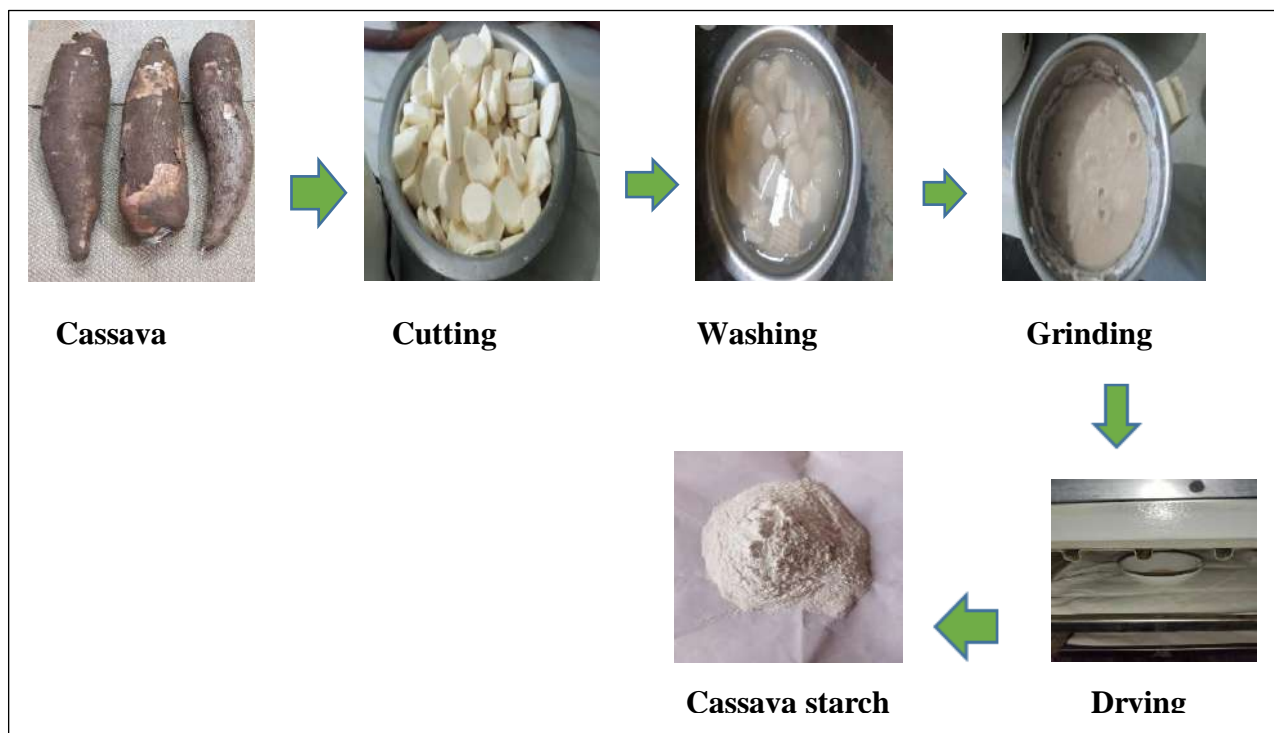 Cassava
Cutting
Washing
Grinding
Cassava starch
Drying